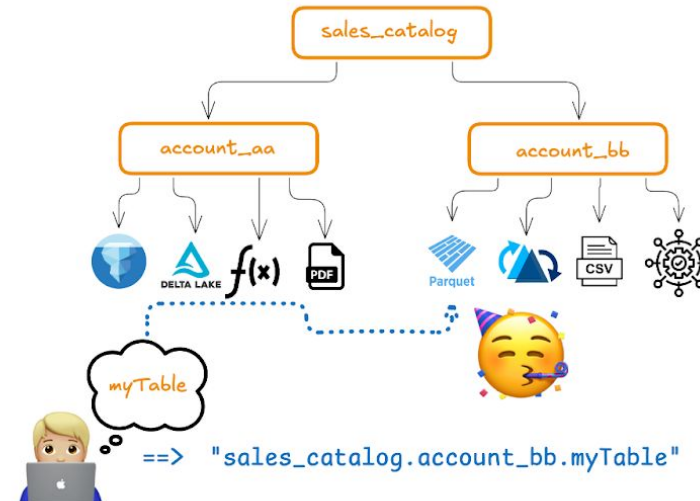 sales_catalog
account_aa
account_bb
DELTA LAKE
f(x)
PDF
Parquet
CSV
myTable
==> "sales_catalog.account_bb.myTable"